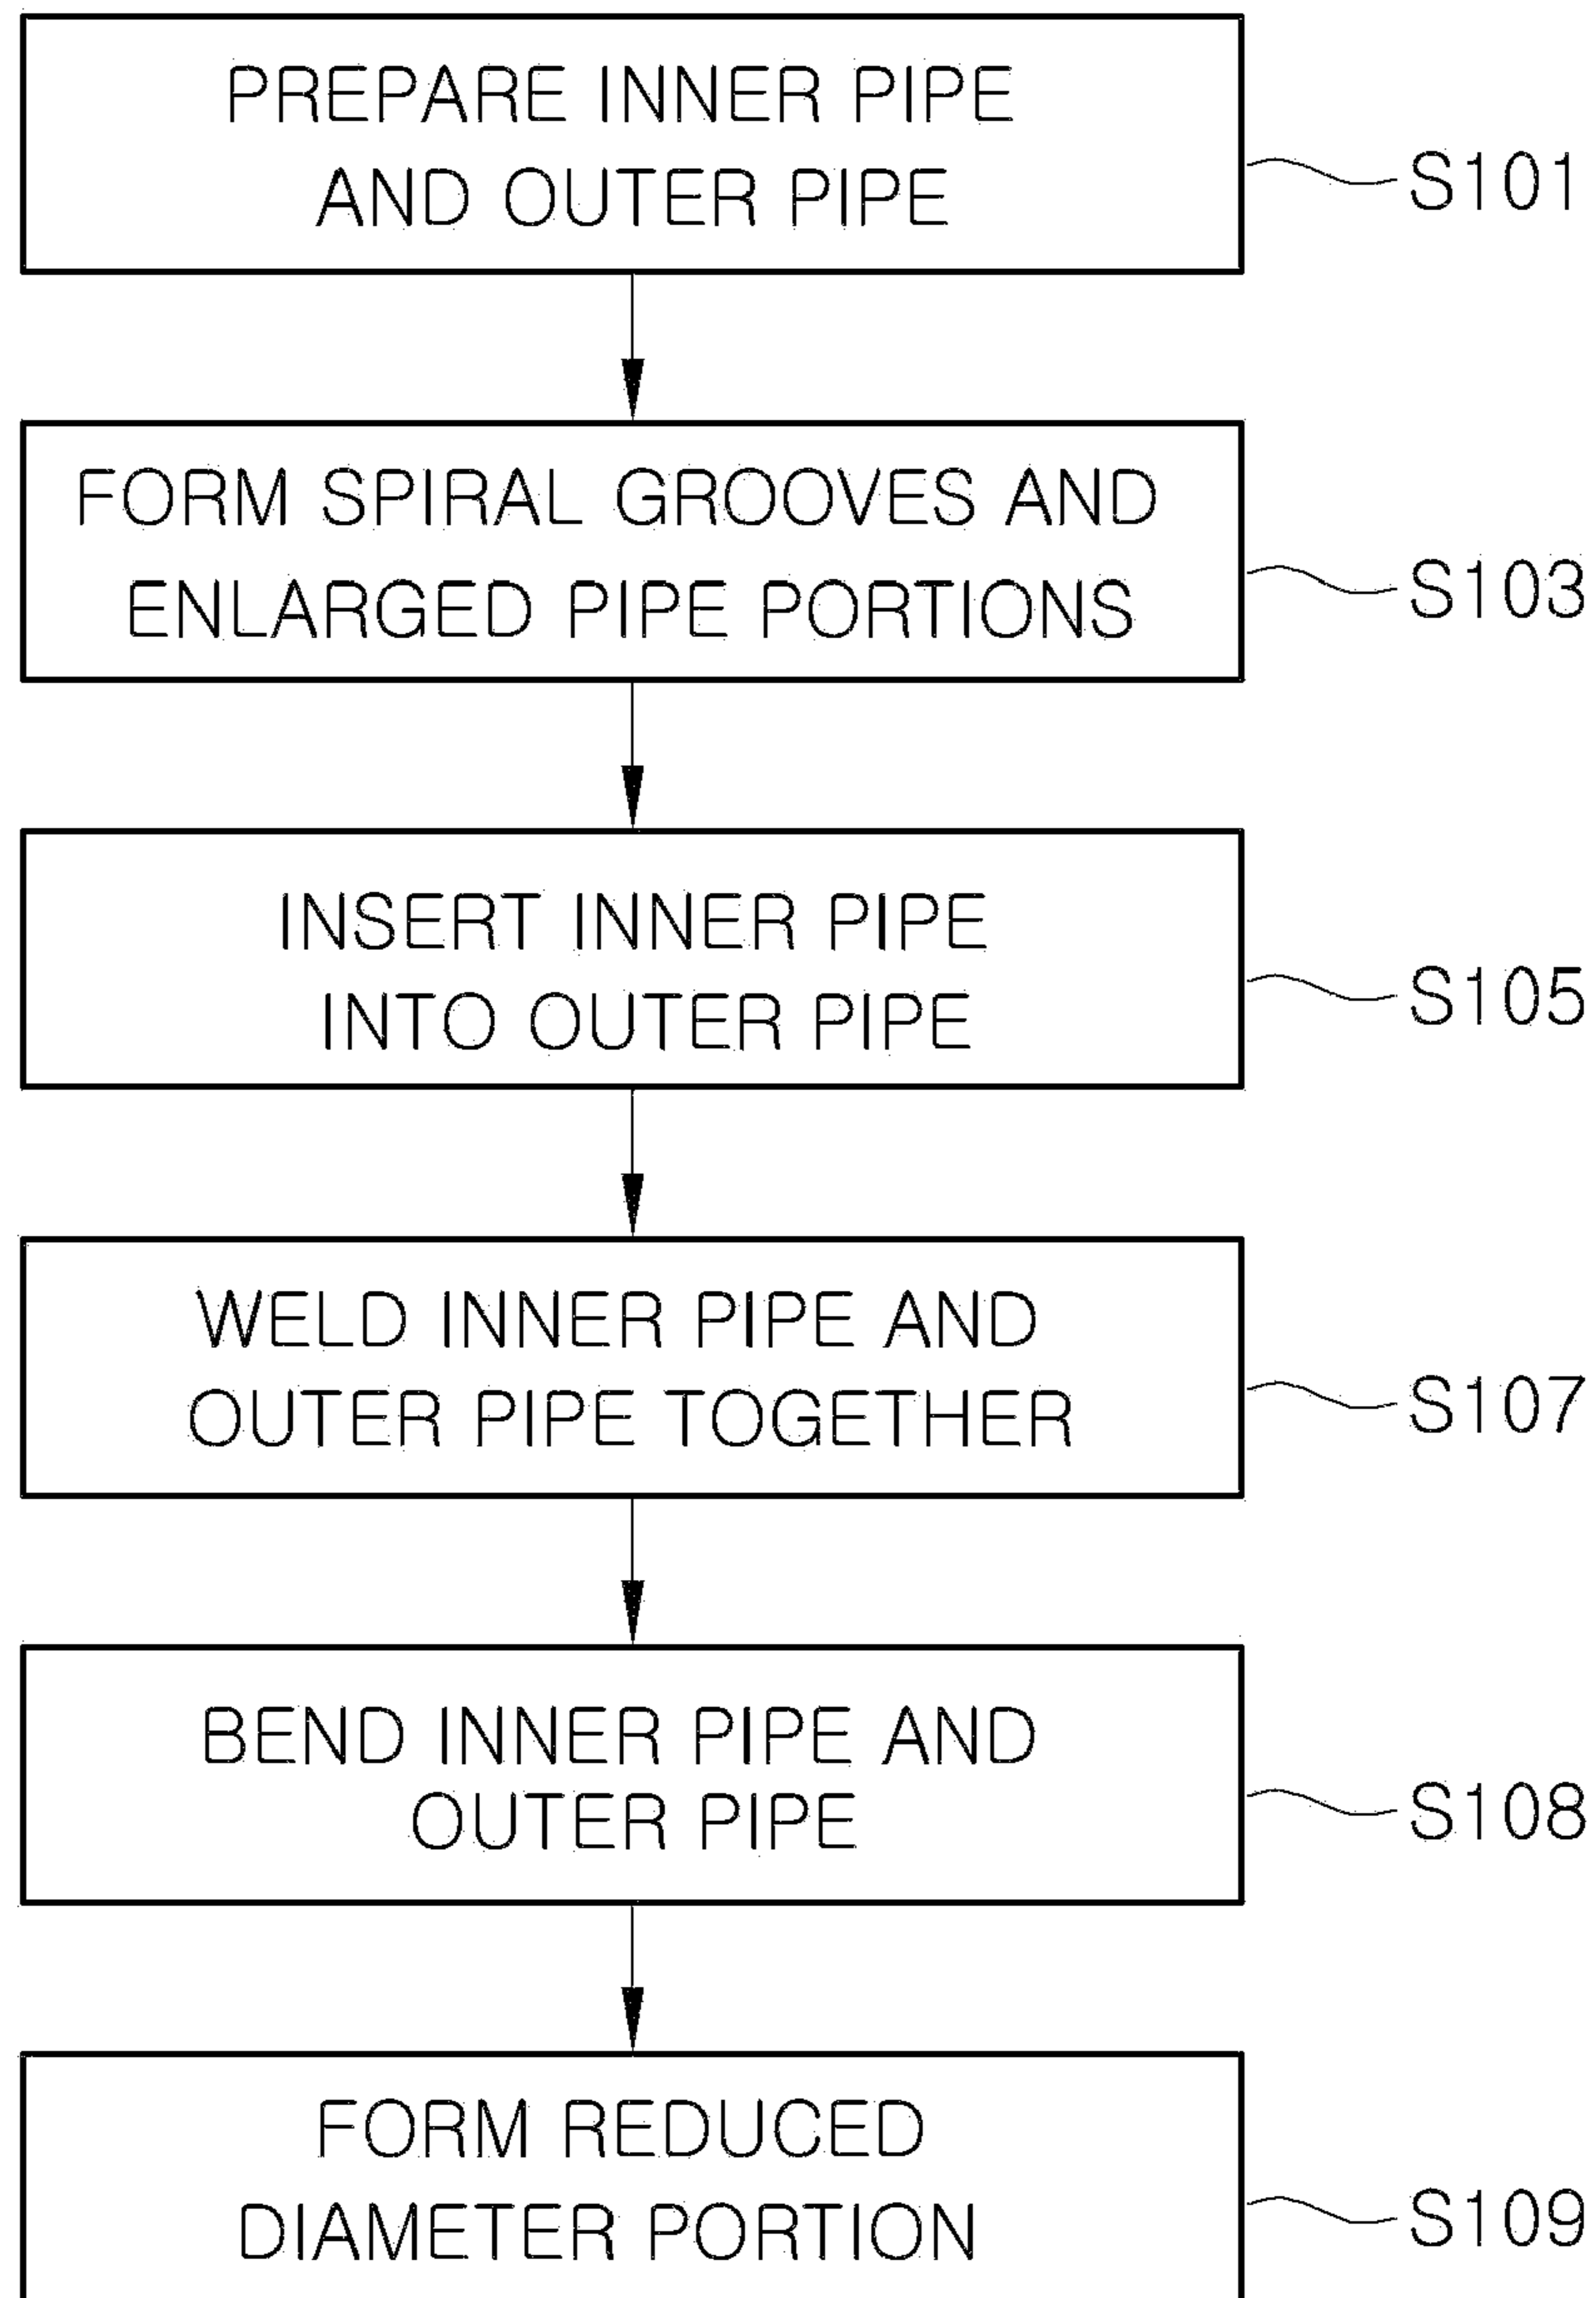 PREPARE INNER PIPE
AND OUTER PIPE
S101
FORM SPIRAL GROOVES AND
ENLARGED PIPE PORTIONS
S103
INSERT INNER PIPE
INTO OUTER PIPE
S105
WELD INNER PIPE AND
OUTER PIPE TOGETHER
S107
BEND INNER PIPE AND
OUTER PIPE
S108
FORM REDUCED
DIAMETER PORTION
S109